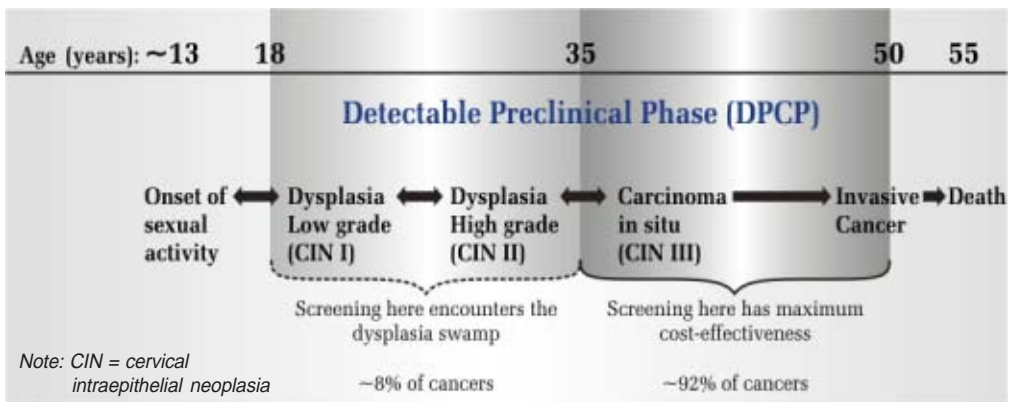 Age (years): ~13 18 35 50 55
Detectable Preclinical Phase (DPCP)
Onset of sexual activity
Dysplasia Low grade (CIN I)
Dysplasia High grade (CIN II)
Carcinoma in situ (CIN III)
Invasive Cancer
Death
Screening here encounters the
dysplasia swamp
~8% of cancers
Screening here has maximum
cost-effectiveness
~92% of cancers
Note: CIN = cervical
intraepithelial neoplasia